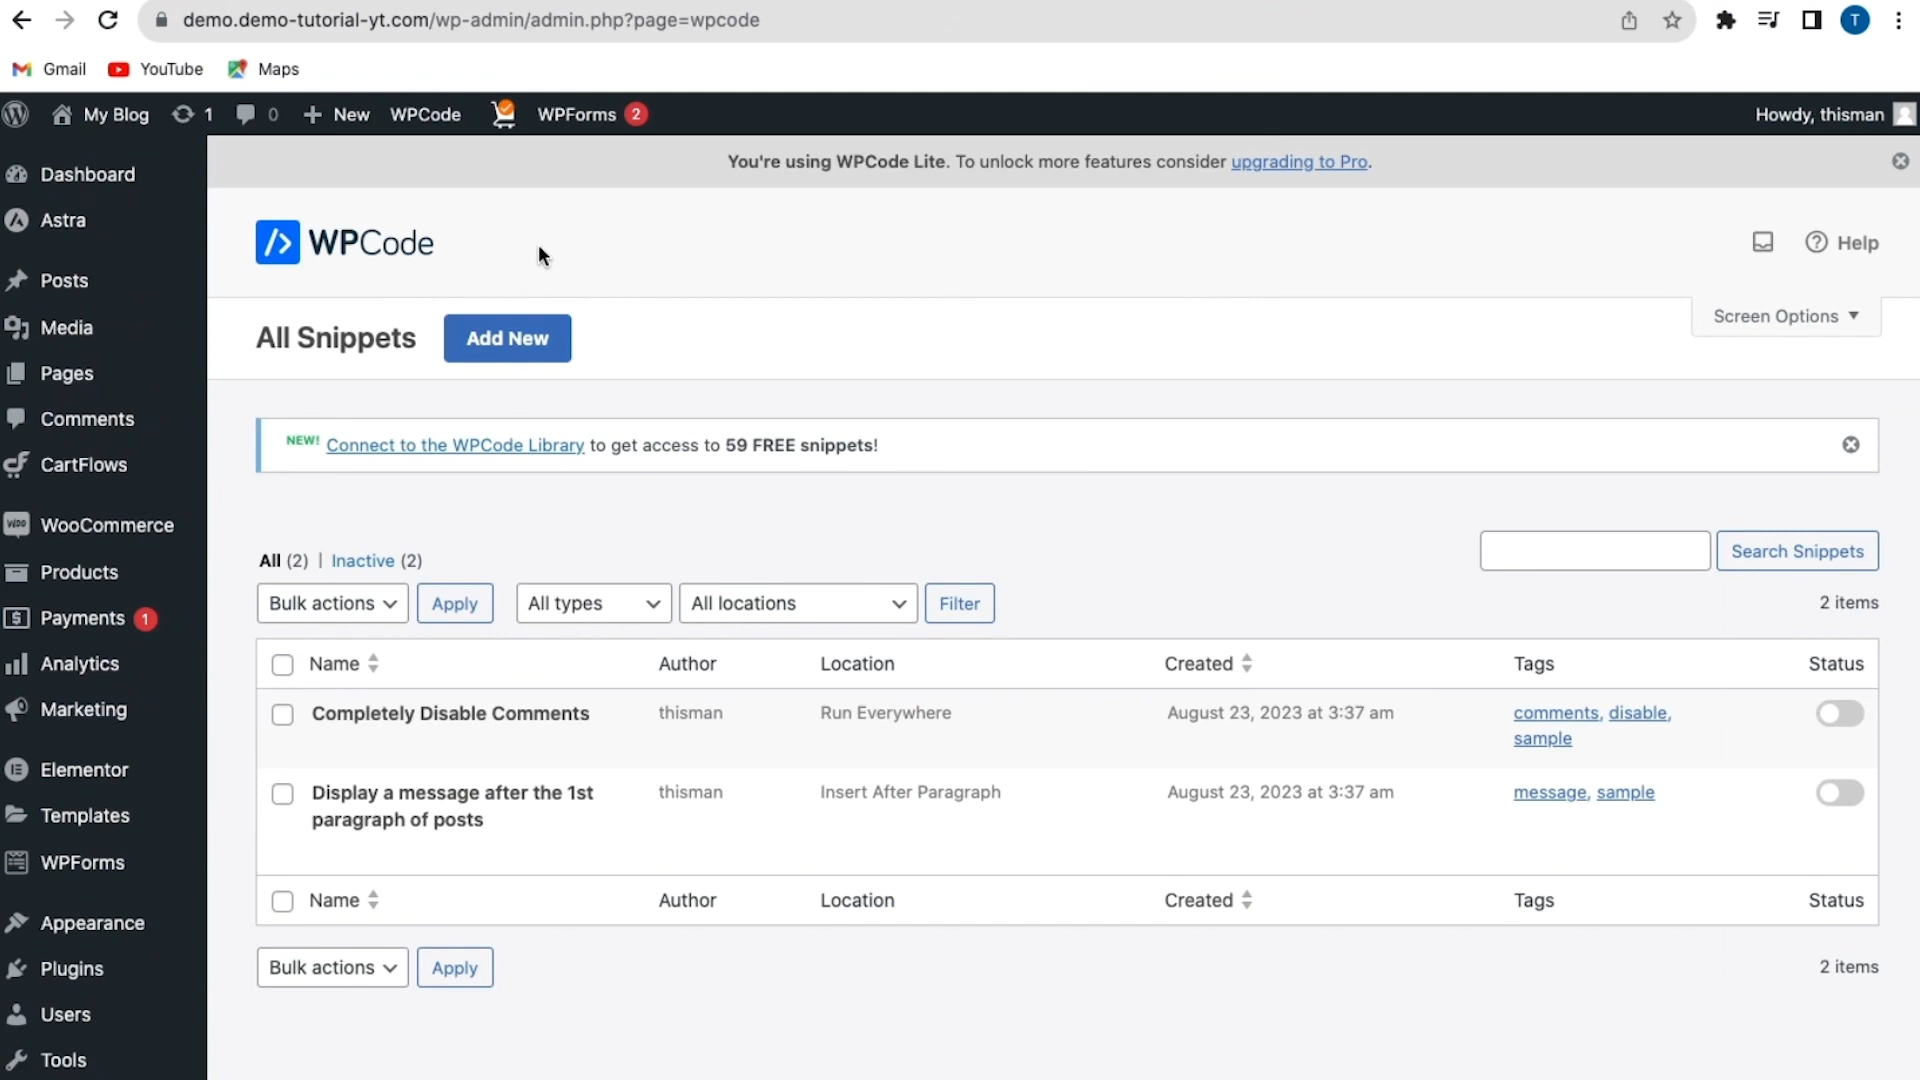 demo.demo-tutorial-yt.com/wp-admin/admin.php?page=wpcode
T
Gmail YouTube Maps
My Blog 1 0 New WPCode WPForms 2 Howdy, thisman
You're using WPCode Lite. To unlock more features consider upgrading to Pro.
Dashboard
Astra
Posts
Media
Pages
Comments
CartFlows
WooCommerce
Products
Payments 1
Analytics
Marketing
Elementor
Templates
WPForms
Appearance
Plugins
Users
Tools
WPCode
Help
All Snippets Add New
Screen Options
NEW! Connect to the WPCode Library to get access to 59 FREE snippets!
Search Snippets
All (2) | Inactive (2)
Bulk actions Apply All types All locations Filter 2 items
Name Author Location Created Tags Status
Completely Disable Comments thisman Run Everywhere August 23, 2023 at 3:37 am comments, disable,
sample
Display a message after the 1st thisman Insert After Paragraph August 23, 2023 at 3:37 am message, sample
paragraph of posts
Name Author Location Created Tags Status
Bulk actions Apply 2 items